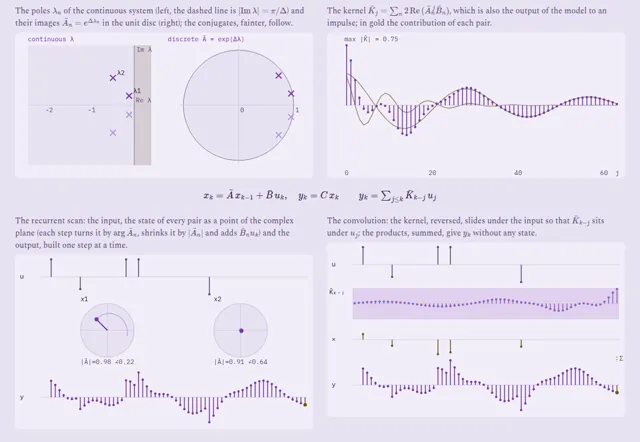 The poles λₙ of the continuous system (left, the dashed line is |Im λ| = π/Δ) and
their images Āₙ = e^{Δλₙ} in the unit disc (right); the conjugates, fainter, follow.
continuous λ
discrete Ā = exp(Δλ)
Im λ
λ2
λ1
Re λ
-2
-1
0
1
The kernel K̄ⱼ = ∑ₙ 2 Re (Āₙʲ B̄ₙ), which is also the output of the model to an
impulse; in gold the contribution of each pair.
max |K̄| = 0.75
0
20
40
60
j
xₖ = Ā xₖ₋₁ + B̄ uₖ, yₖ = C xₖ yₖ = ∑_{j≤k} K̄ₖ₋ⱼ uⱼ
The recurrent scan: the input, the state of every pair as a point of the complex
plane (each step turns it by arg Āₙ, shrinks it by |Āₙ| and adds B̄ₙuₖ) and the
output, built one step at a time.
u
x1
x2
|Ā|=0.98 ∠0.22
|Ā|=0.91 ∠0.64
y
The convolution: the kernel, reversed, slides under the input so that K̄ₖ₋ⱼ sits
under uⱼ; the products, summed, give yₖ without any state.
u
K̄ₖ₋ⱼ
×
Σ
y